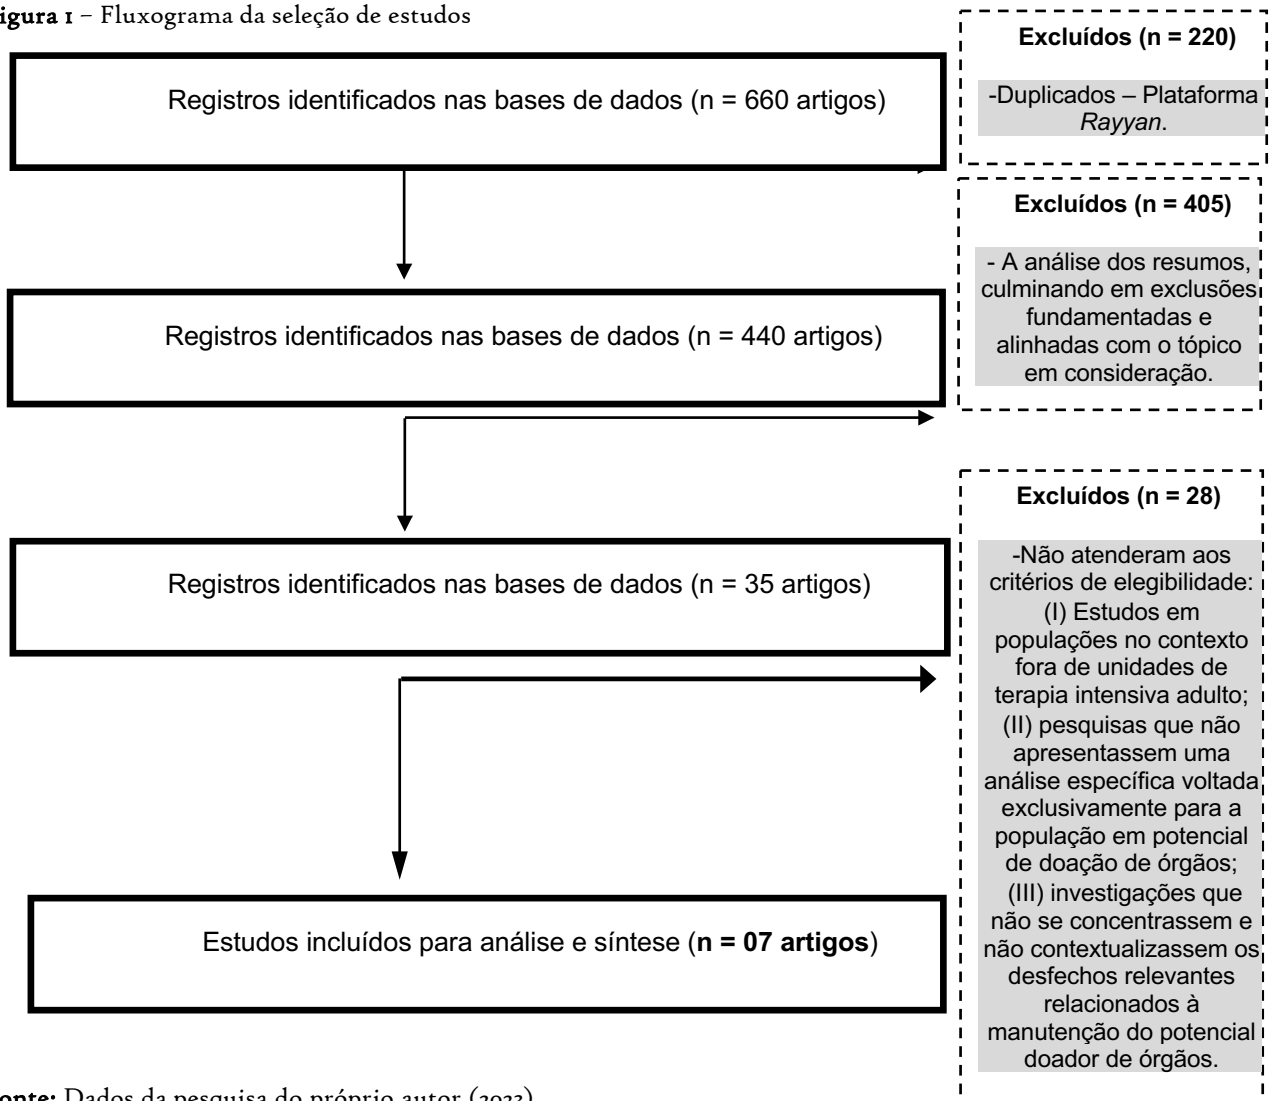 igura 1 – Fluxograma da seleção de estudos
Registros identificados nas bases de dados (n = 660 artigos)
Excluídos (n = 220)
-Duplicados – Plataforma
Rayyan.
Excluídos (n = 405)
- A análise dos resumos,
culminando em exclusões
fundamentadas e
alinhadas com o tópico
em consideração.
Registros identificados nas bases de dados (n = 440 artigos)
Registros identificados nas bases de dados (n = 35 artigos)
Excluídos (n = 28)
-Não atenderam aos
critérios de elegibilidade:
(I) Estudos em
populações no contexto
fora de unidades de
terapia intensiva adulto;
(II) pesquisas que não
apresentassem uma
análise específica voltada
exclusivamente para a
população em potencial
de doação de órgãos;
(III) investigações que
não se concentrassem e
não contextualizassem os
desfechos relevantes
relacionados à
manutenção do potencial
doador de órgãos.
Estudos incluídos para análise e síntese (n = 07 artigos)
onte: Dados da pesquisa do próprio autor (2023)